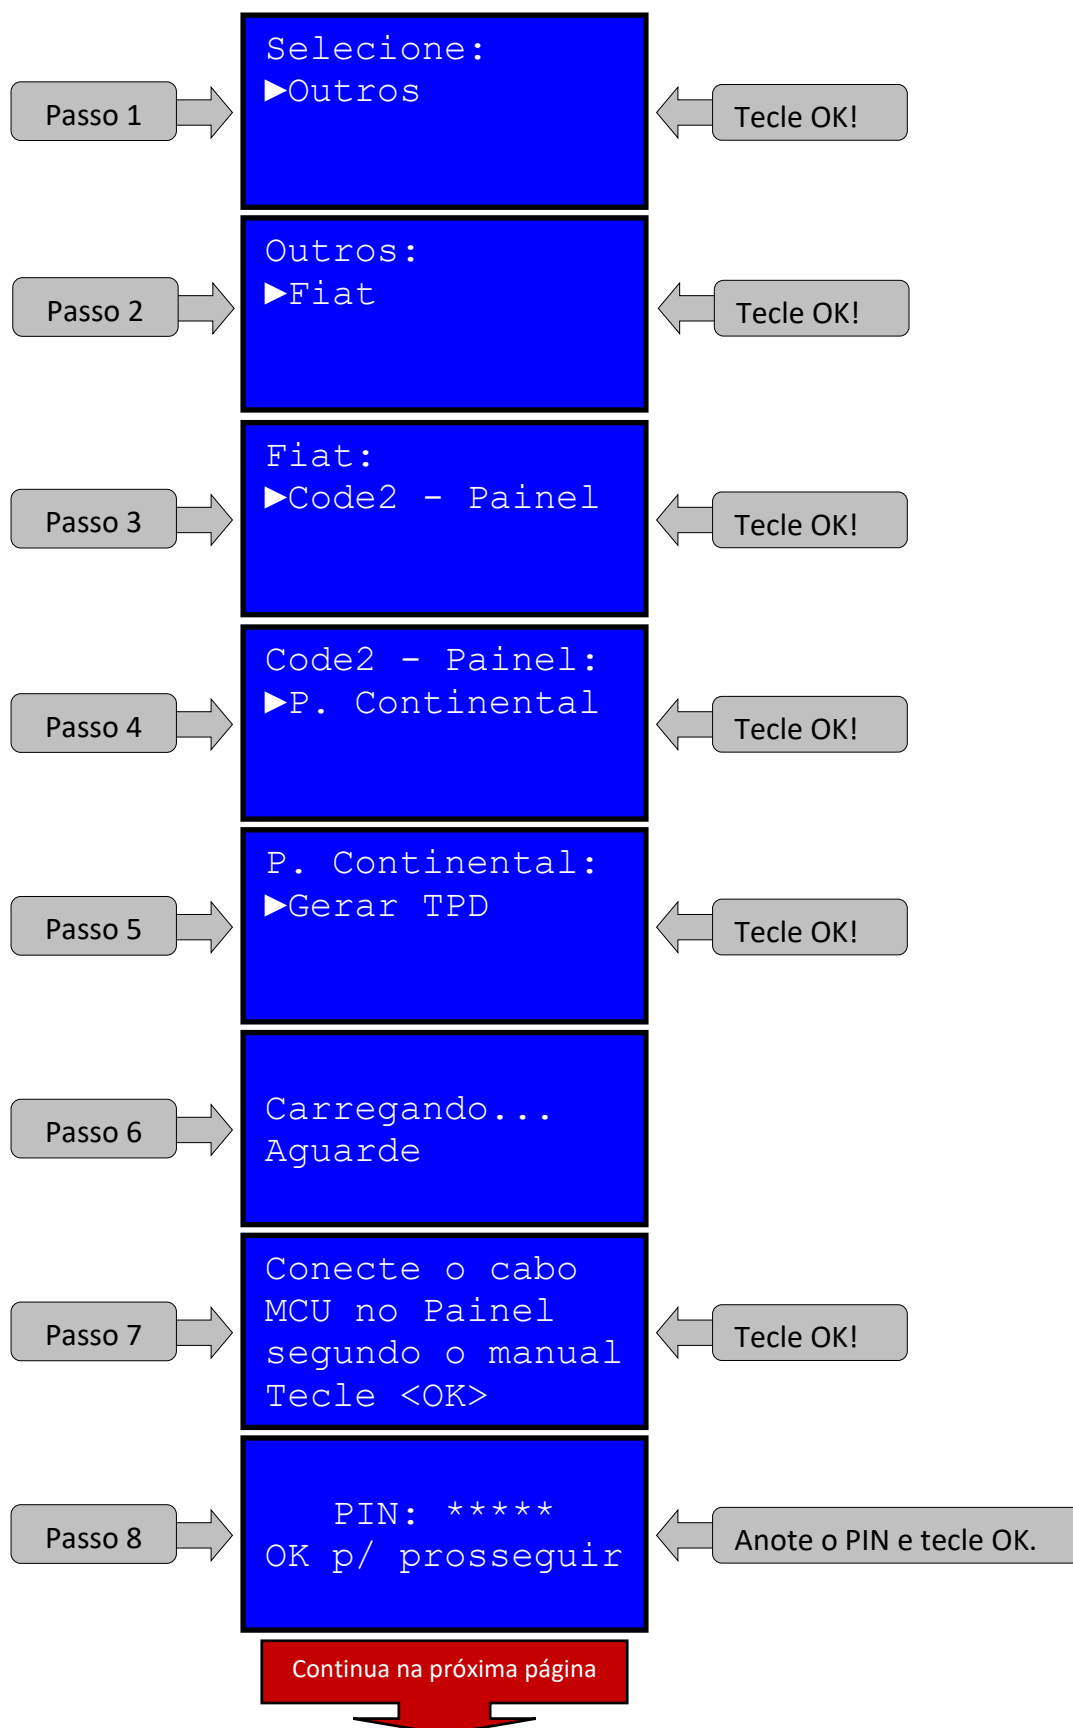 Selecione:
►Outros
Passo 1
Tecle OK!
Outros:
►Fiat
Passo 2
Tecle OK!
Fiat:
►Code2 - Painel
Passo 3
Tecle OK!
Code2 - Painel:
►P. Continental
Passo 4
Tecle OK!
P. Continental:
►Gerar TPD
Passo 5
Tecle OK!
Carregando...
Aguarde
Passo 6
Conecte o cabo
MCU no Painel
segundo o manual
Tecle <OK>
Passo 7
Tecle OK!
PIN: *****
OK p/ prosseguir
Passo 8
Anote o PIN e tecle OK.
Continua na próxima página